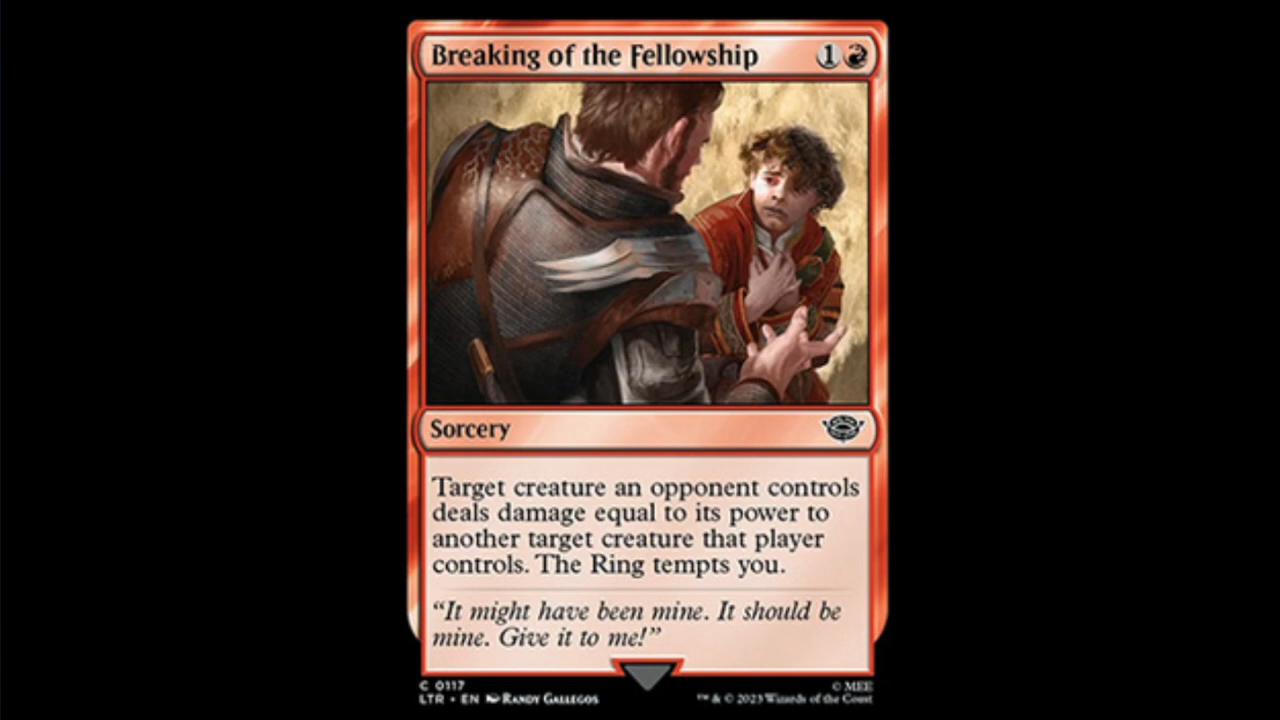 Breaking of the Fellowship 1
Sorcery
Target creature an opponent controls
deals damage equal to its power to
another target creature that player
controls. The Ring tempts you.
“It might have been mine. It should be
mine. Give it to me!”
C 0117 © MEE
LTR • EN RANDY GALLEGOS ™ & © 2023 Wizards of the Coast